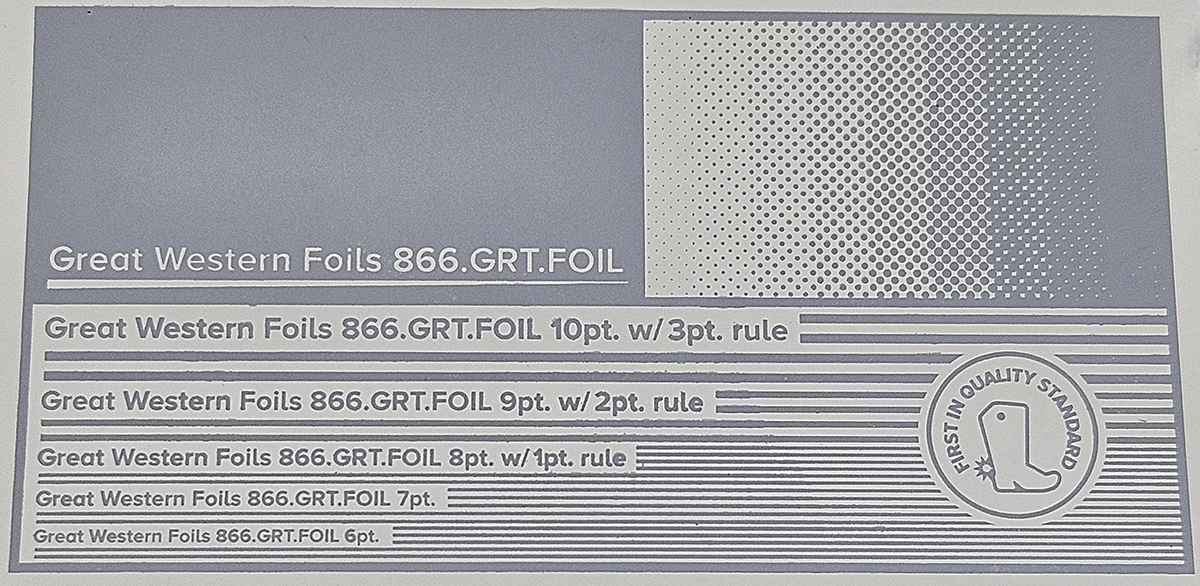 Great Western Foils 866.GRT.FOIL
Great Western Foils 866.GRT.FOIL 10pt. w/ 3pt. rule
Great Western Foils 866.GRT.FOIL 9pt. w/ 2pt. rule
Great Western Foils 866.GRT.FOIL 8pt. w/ 1pt. rule
Great Western Foils 866.GRT.FOIL 7pt.
Great Western Foils 866.GRT.FOIL 6pt.
FIRST IN QUALITY STANDARD